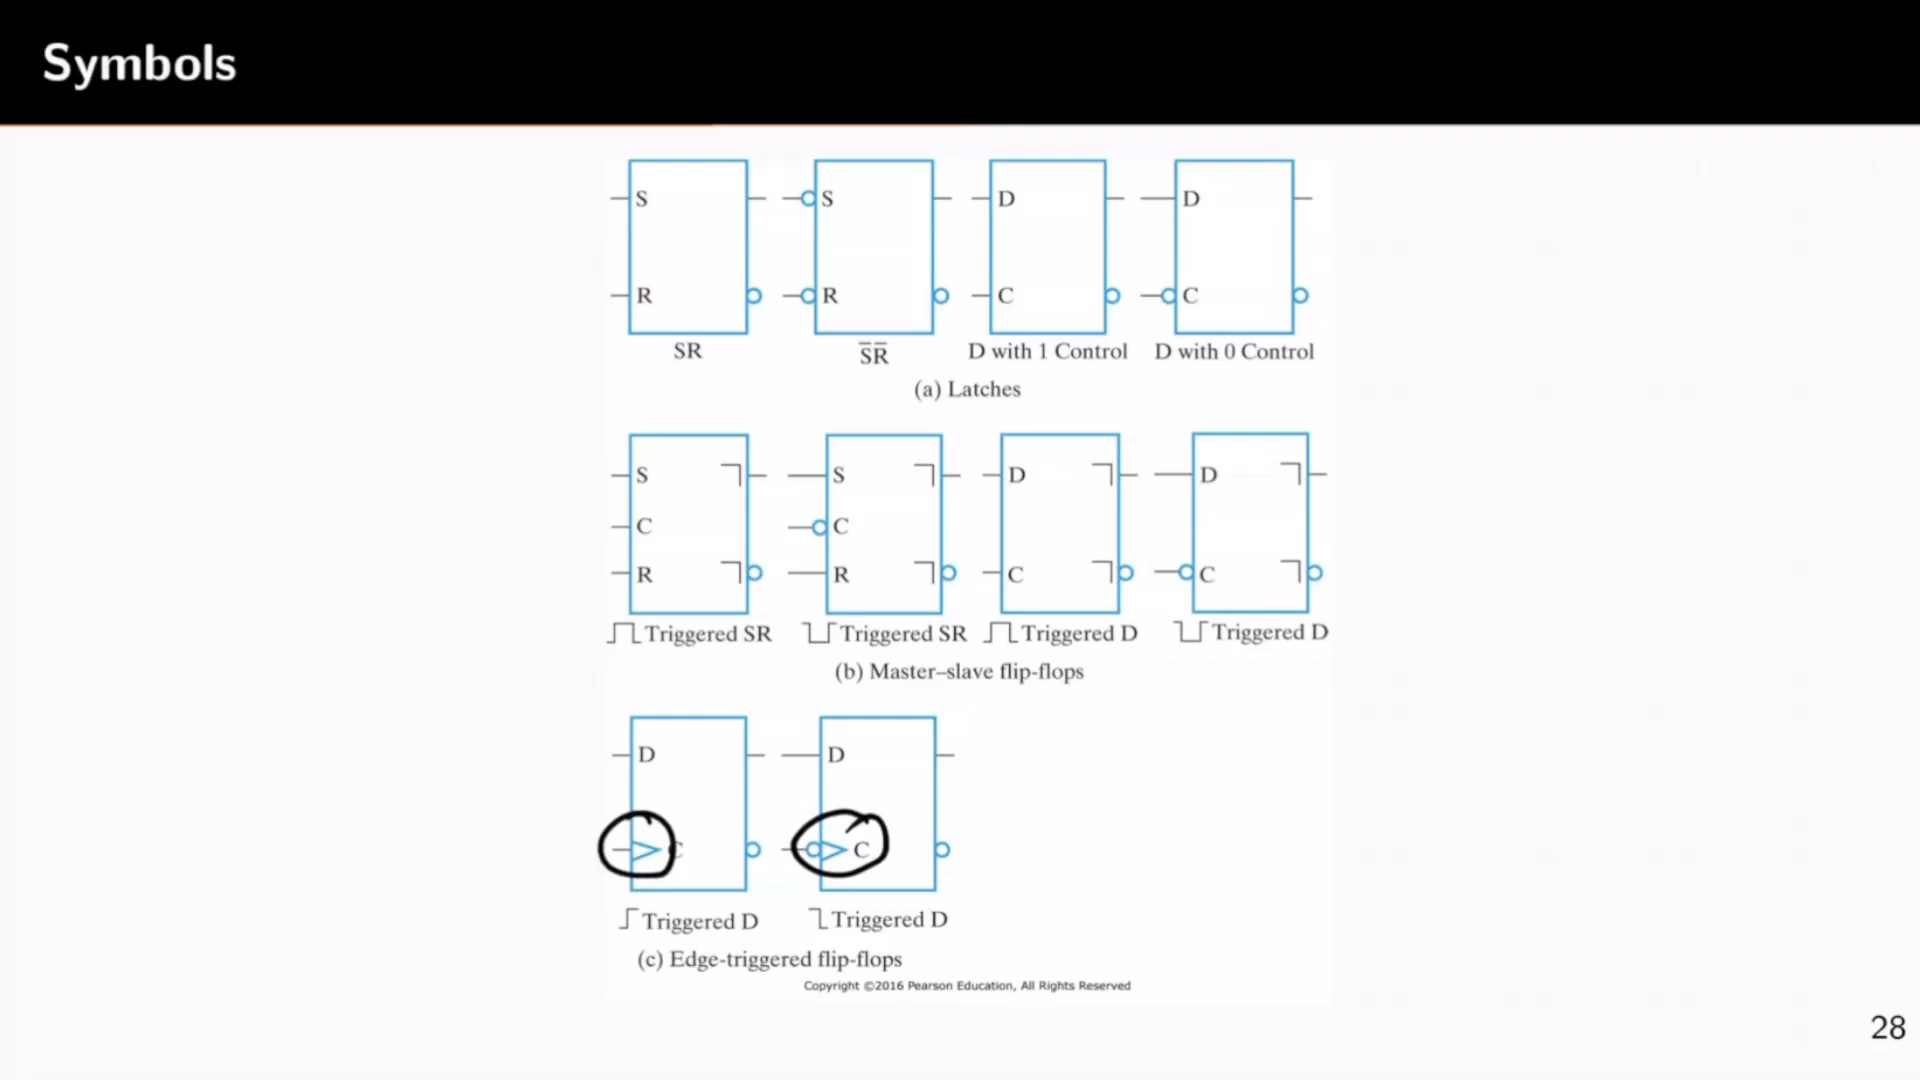 Symbols
S S D D
R R C C
SR S̅R̅ D with 1 Control D with 0 Control
(a) Latches
S S D D
C C
R R C C
Triggered SR Triggered SR Triggered D Triggered D
(b) Master–slave flip-flops
D D
C C
Triggered D Triggered D
(c) Edge-triggered flip-flops
Copyright ©2016 Pearson Education, All Rights Reserved
28